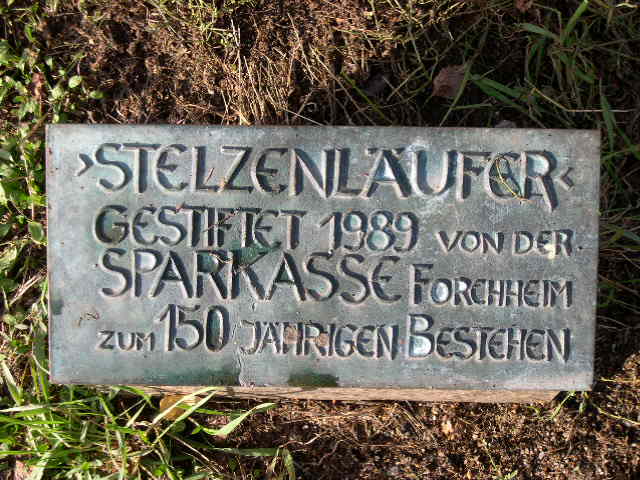 ›STELZENLÄUFER‹
GESTIFTET 1989 VON DER
SPARKASSE FORCHHEIM
ZUM 150 JÄHRIGEN BESTEHEN